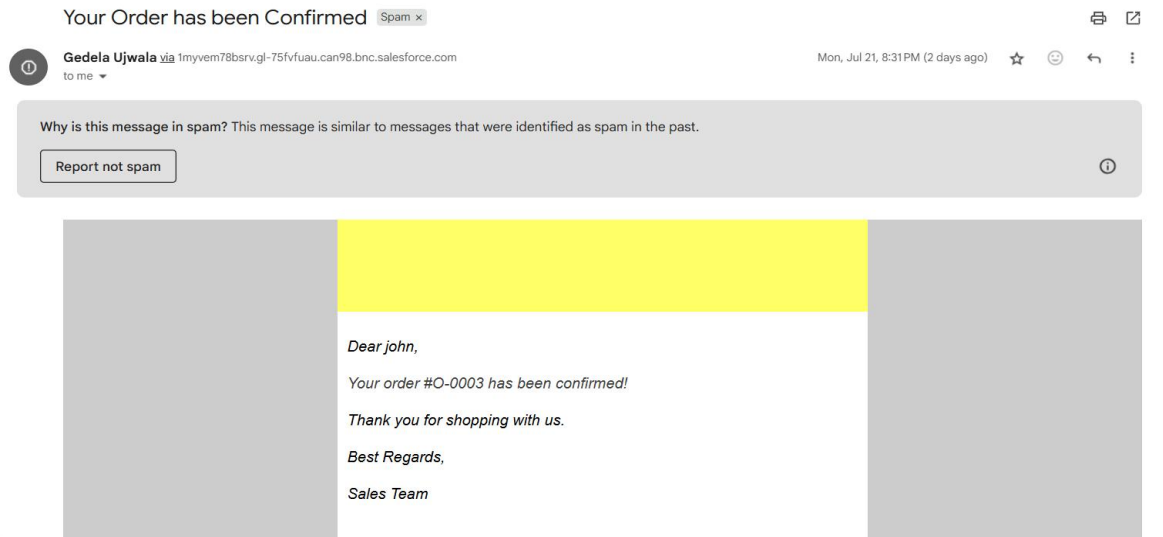 Your Order has been Confirmed Spam ×
Gedela Ujwala via 1myvem78bsrv.gl-75fvfuau.can98.bnc.salesforce.com Mon, Jul 21, 8:31 PM (2 days ago)
to me
Why is this message in spam? This message is similar to messages that were identified as spam in the past.
Report not spam
Dear john,
Your order #O-0003 has been confirmed!
Thank you for shopping with us.
Best Regards,
Sales Team